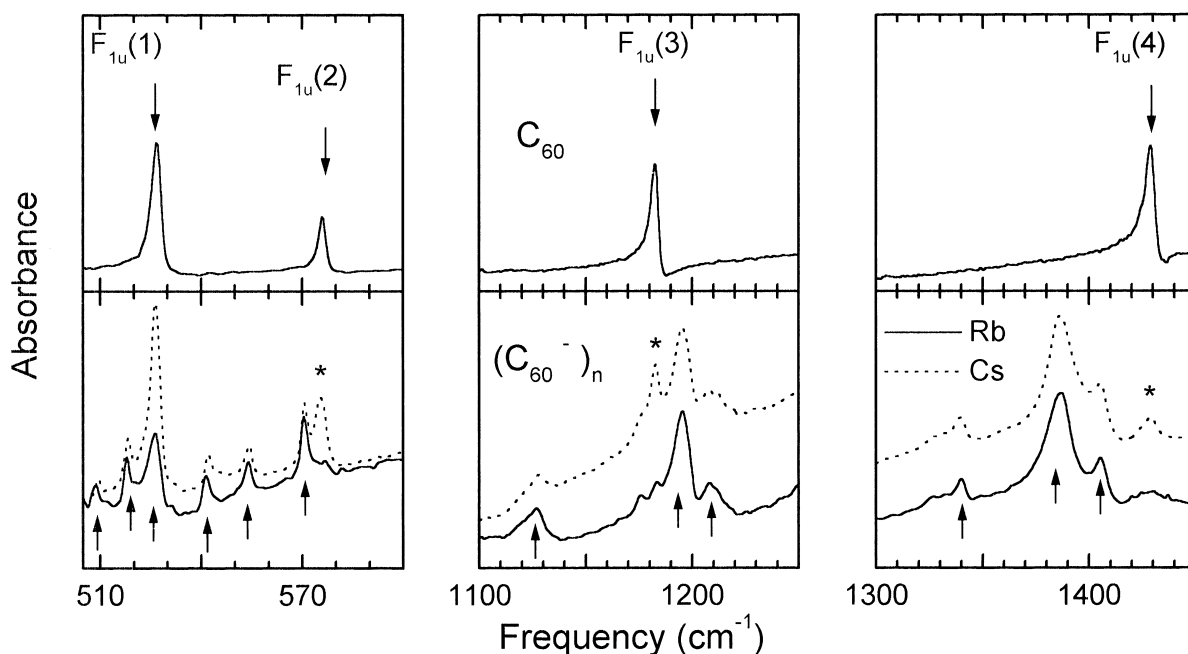 F1u(1)
F1u(2)
F1u(3)
F1u(4)
C60
Absorbance
*
(C60-)n
*
Rb
Cs
*
510 570 1100 1200 1300 1400
Frequency (cm-1)